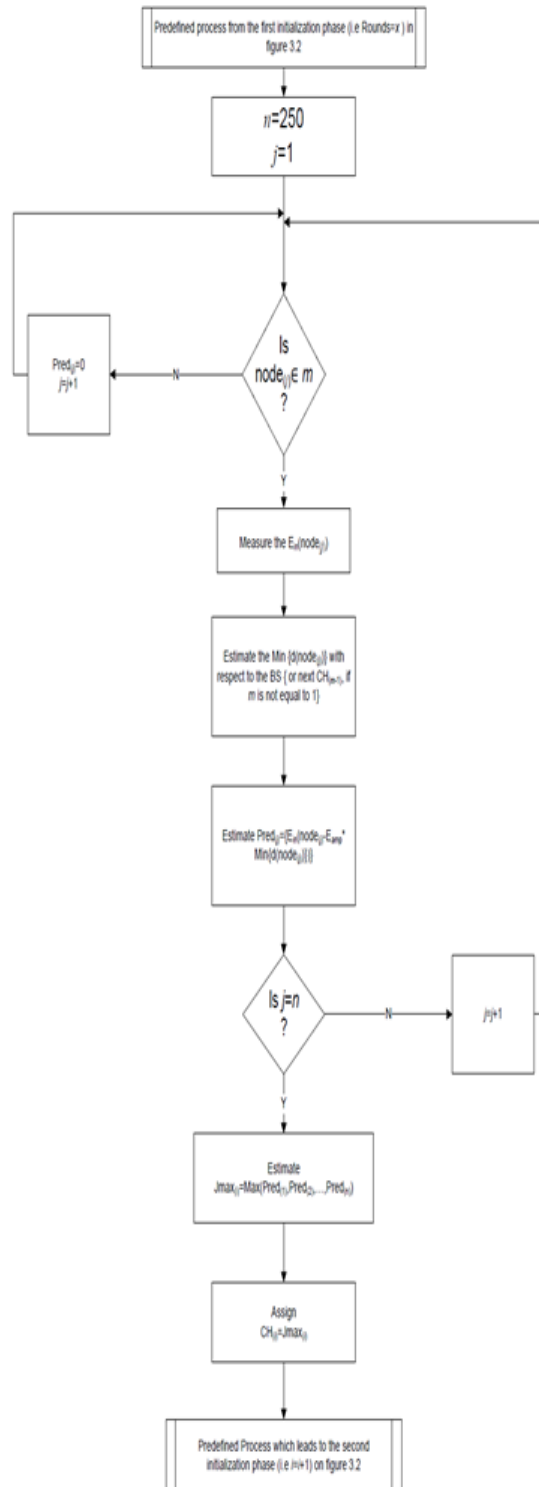 Predefined process from the first initialization phase (i.e Rounds=x ) in
figure 3.2
n=250
j=1
Is
node(j)∈ m
?
N
Pred(j)=0
j=j+1
Y
Measure the Em(node(j))
Estimate the Min {d(node(j))} with
respect to the BS { or next CH(m-1), if
m is not equal to 1}
Estimate Pred(j)={Em(node(j)-Eamp*
Min{d(node(j)})}
Is j=n
?
N
j=j+1
Y
Estimate
Jmax(i)=Max(Pred(1),Pred(2),....,Pred(n))
Assign
CH(i)=Jmax(i)
Predefined Process which leads to the second
initialization phase (i.e i=i+1) on figure 3.2